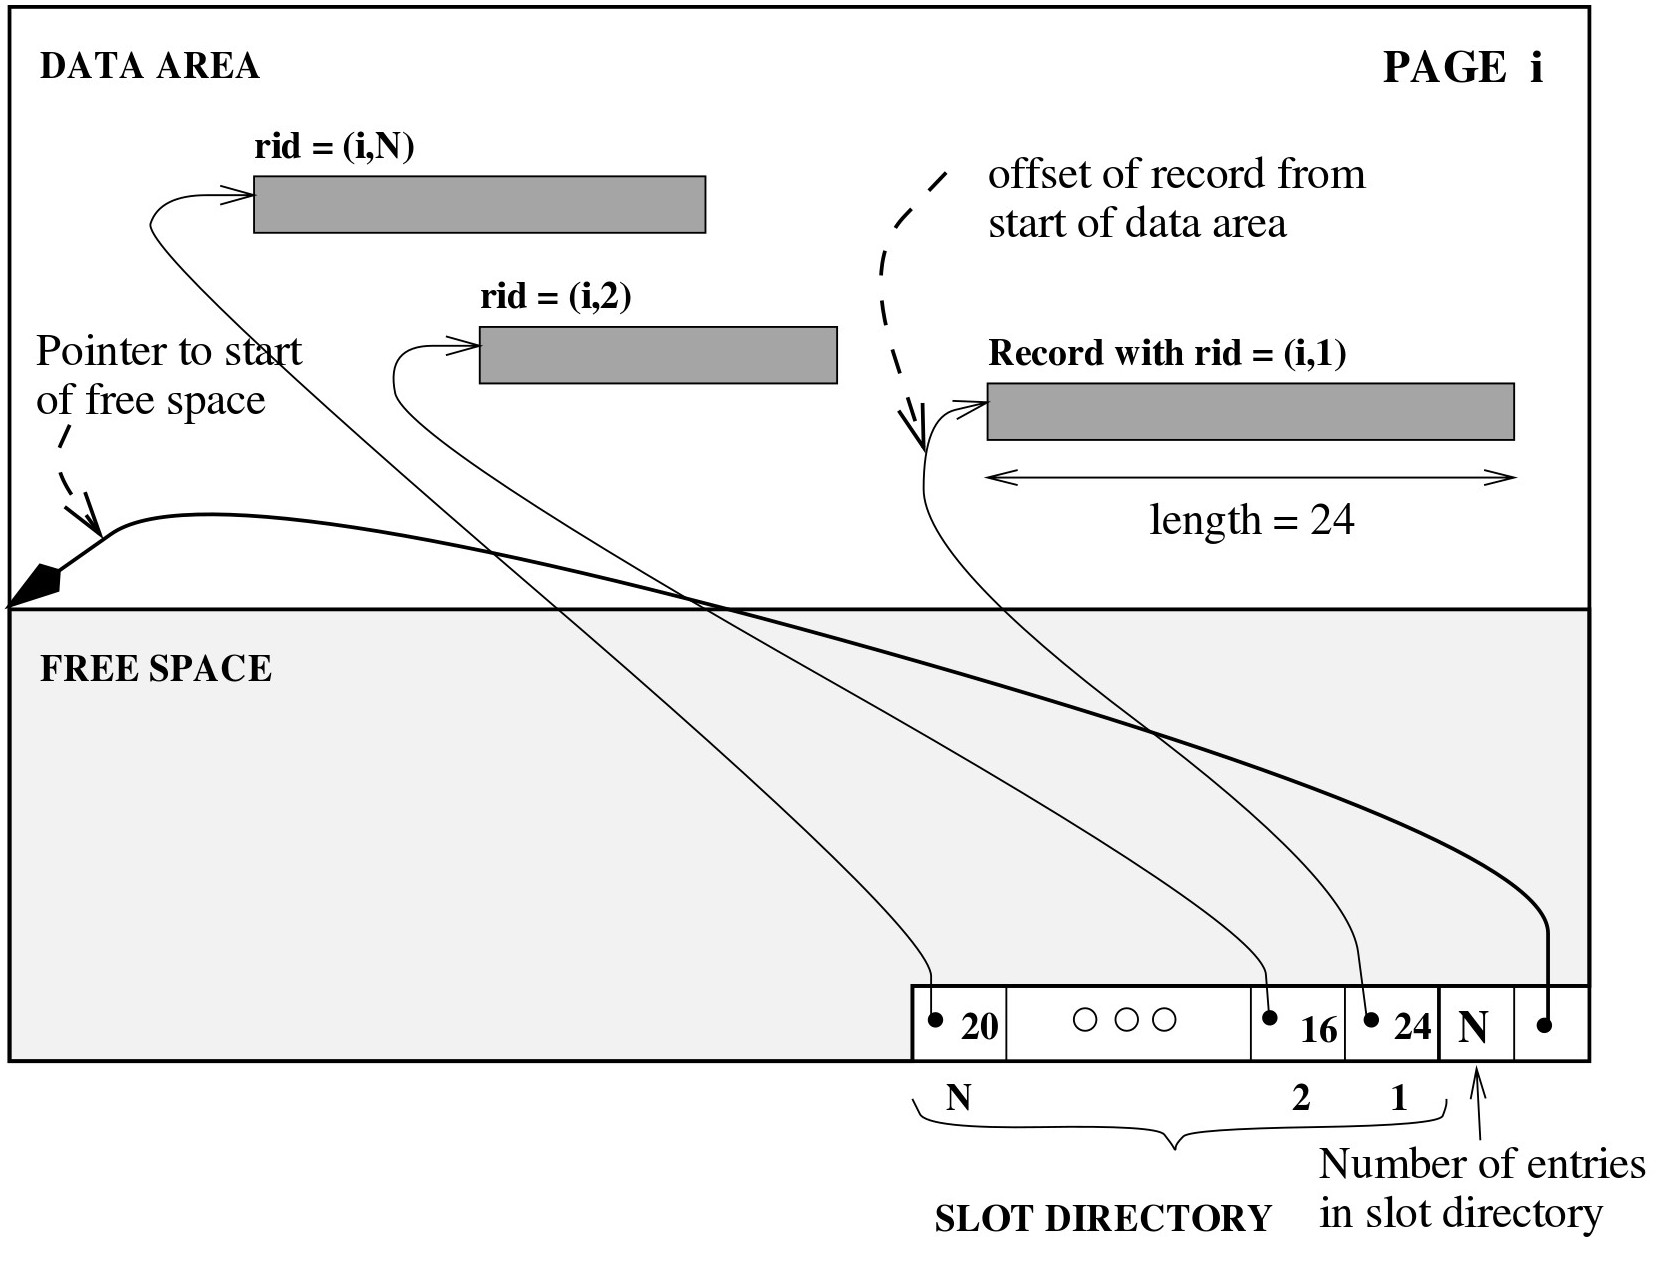 DATA AREA
PAGE i
rid = (i,N)
offset of record from
start of data area
rid = (i,2)
Pointer to start
of free space
Record with rid = (i,1)
length = 24
FREE SPACE
20 16 24 N
N 2 1
Number of entries
in slot directory
SLOT DIRECTORY